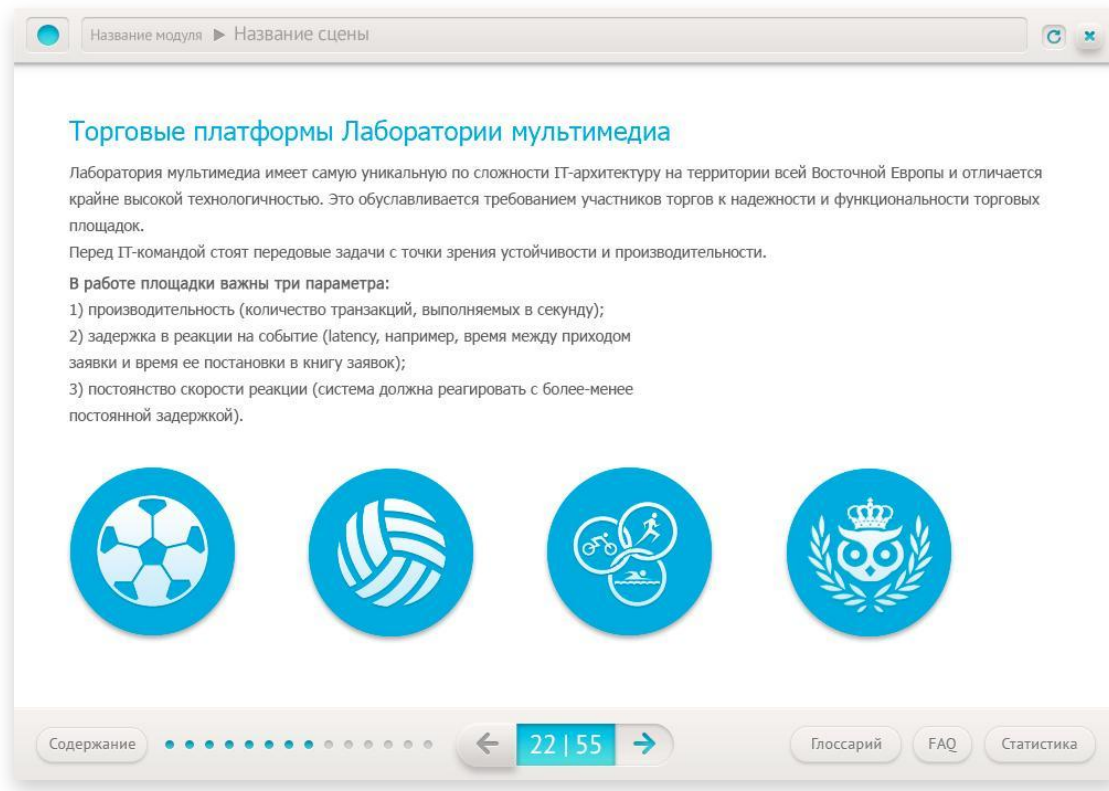 Название модуля ▶ Название сцены
Торговые платформы Лаборатории мультимедиа
Лаборатория мультимедиа имеет самую уникальную по сложности IT-архитектуру на территории всей Восточной Европы и отличается
крайне высокой технологичностью. Это обуславливается требованием участников торгов к надежности и функциональности торговых
площадок.
Перед IT-командой стоят передовые задачи с точки зрения устойчивости и производительности.
В работе площадки важны три параметра:
1) производительность (количество транзакций, выполняемых в секунду);
2) задержка в реакции на событие (latency, например, время между приходом
заявки и время ее постановки в книгу заявок);
3) постоянство скорости реакции (система должна реагировать с более-менее
постоянной задержкой).
Содержание
22 | 55
Глоссарий
FAQ
Статистика